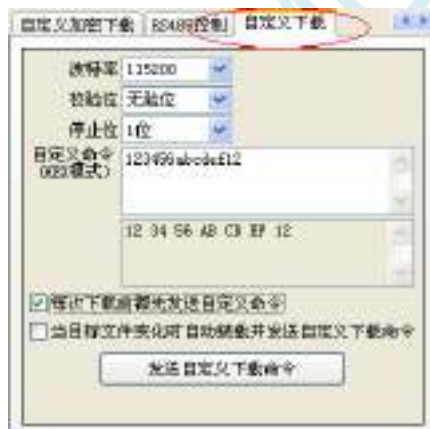 自定义加密下载 RS485控制 自定义下载
波特率 115200
校验位 无验位
停止位 1位
自定义命令 123456abcdef12
(HEX模式)
12 34 56 AB CD EF 12
每次下载前都先发送自定义命令
当目标文件变化时自动装载并发送自定义下载命令
发送自定义下载命令